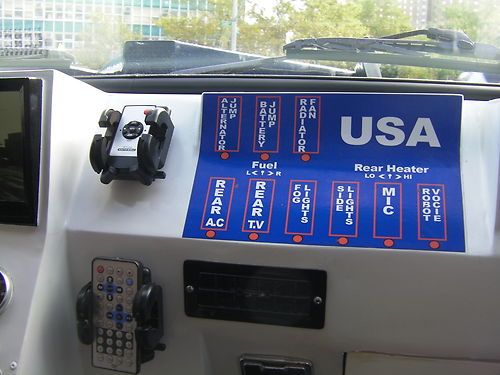 JUMP ALTERNATOR
JUMP BATTERY
FAN RADIATOR
USA
Fuel
L < ↑ > R
Rear Heater
LO < ↑ > HI
REAR A.C
REAR T.V
LIGHTS FOG
LIGHTS SIDE
MIC
VOCIE ROBOT